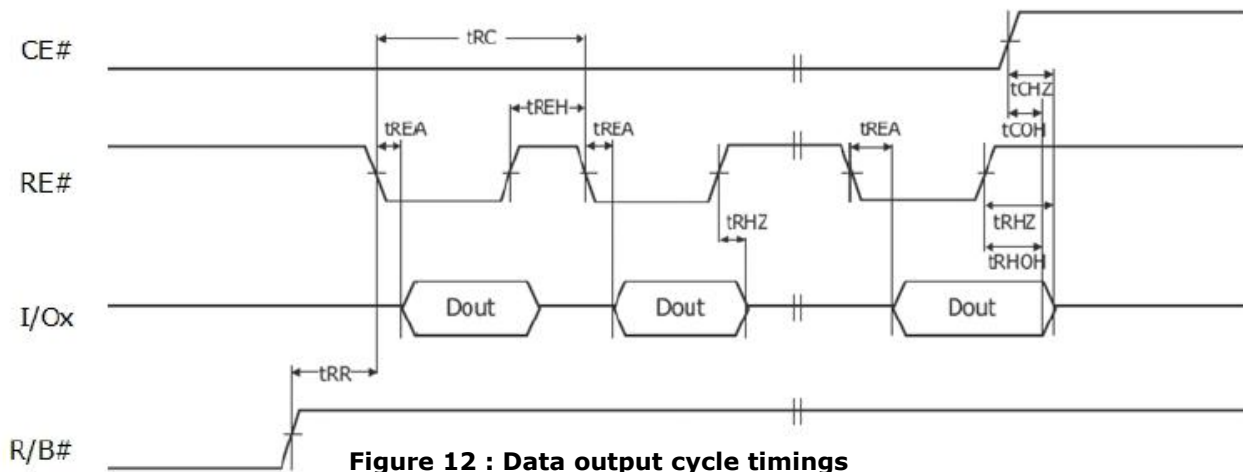 CE#
tRC
tCHZ
tREH
tCOH
tREA
tREA
tREA
RE#
tRHZ
tRHZ
tRHOH
I/Ox
Dout
Dout
Dout
tRR
R/B#
Figure 12 : Data output cycle timings